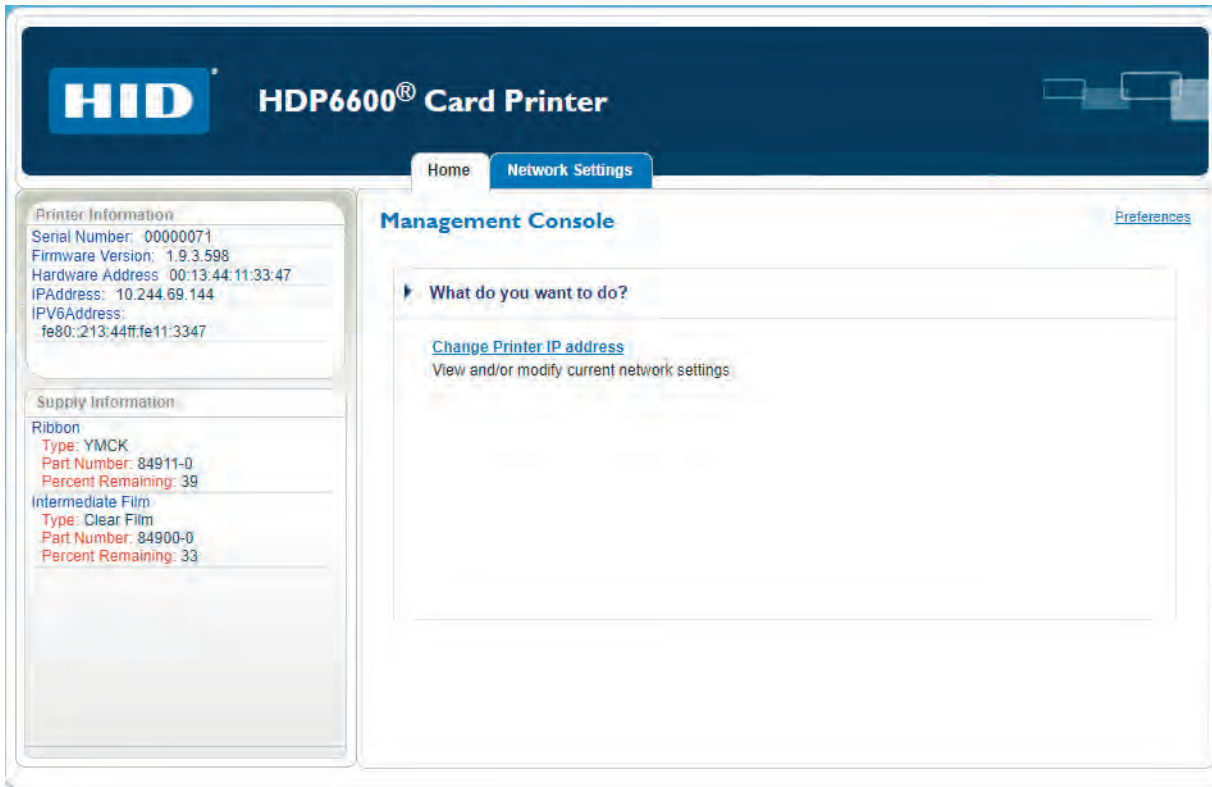 HID
HDP6600® Card Printer
Home
Network Settings
Printer Information
Serial Number: 00000071
Firmware Version: 1.9.3.598
Hardware Address 00:13:44:11:33:47
IPAddress: 10.244.69.144
IPV6Address:
fe80::213:44ff:fe11:3347
Supply Information
Ribbon
Type: YMCK
Part Number: 84911-0
Percent Remaining: 39
Intermediate Film
Type: Clear Film
Part Number: 84900-0
Percent Remaining: 33
Management Console
Preferences
What do you want to do?
Change Printer IP address
View and/or modify current network settings